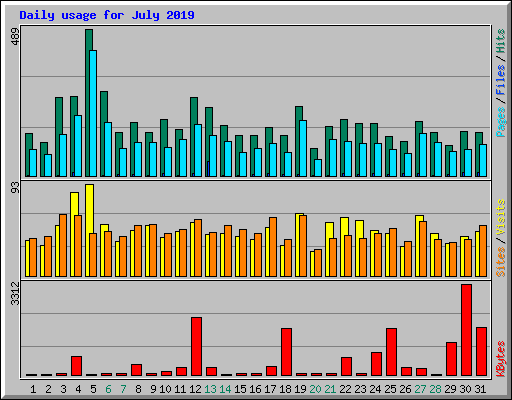 Daily usage for July 2019
489
Pages / Files / Hits
93
Sites / Visits
3312
KBytes
1 2 3 4 5 6 7 8 9 10 11 12 13 14 15 16 17 18 19 20 21 22 23 24 25 26 27 28 29 30 31